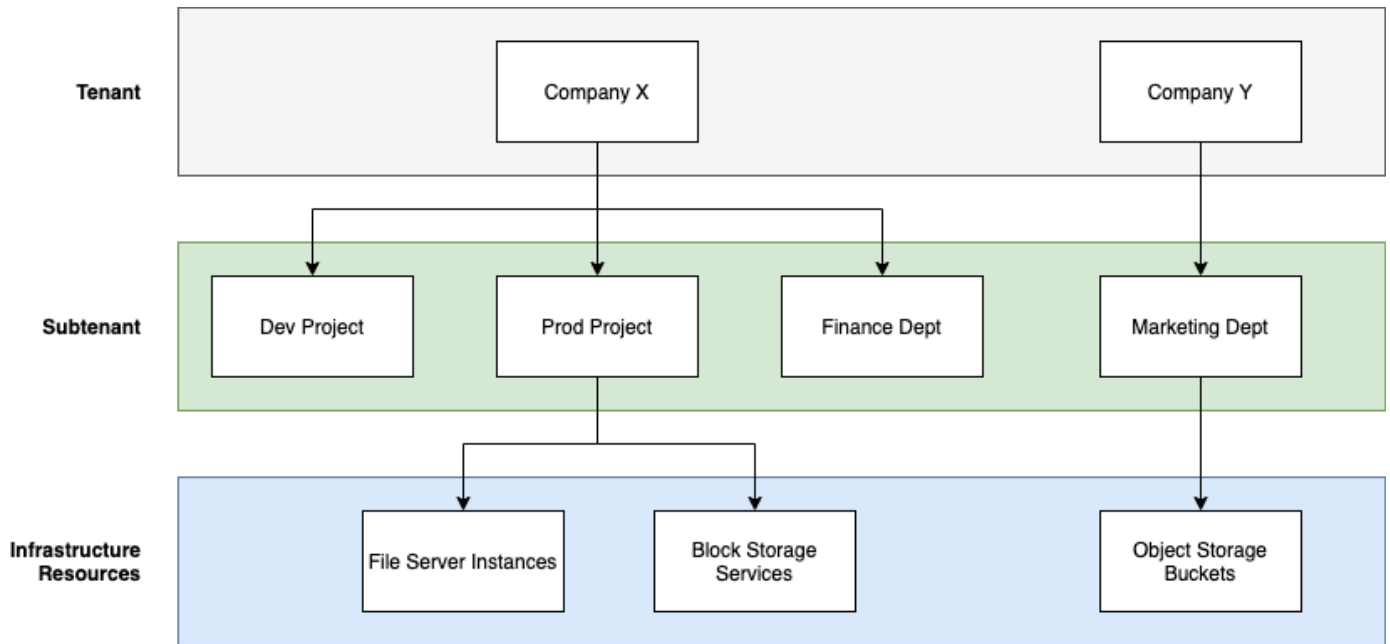 Tenant
Company X
Company Y
Subtenant
Dev Project
Prod Project
Finance Dept
Marketing Dept
Infrastructure
Resources
File Server Instances
Block Storage
Services
Object Storage
Buckets